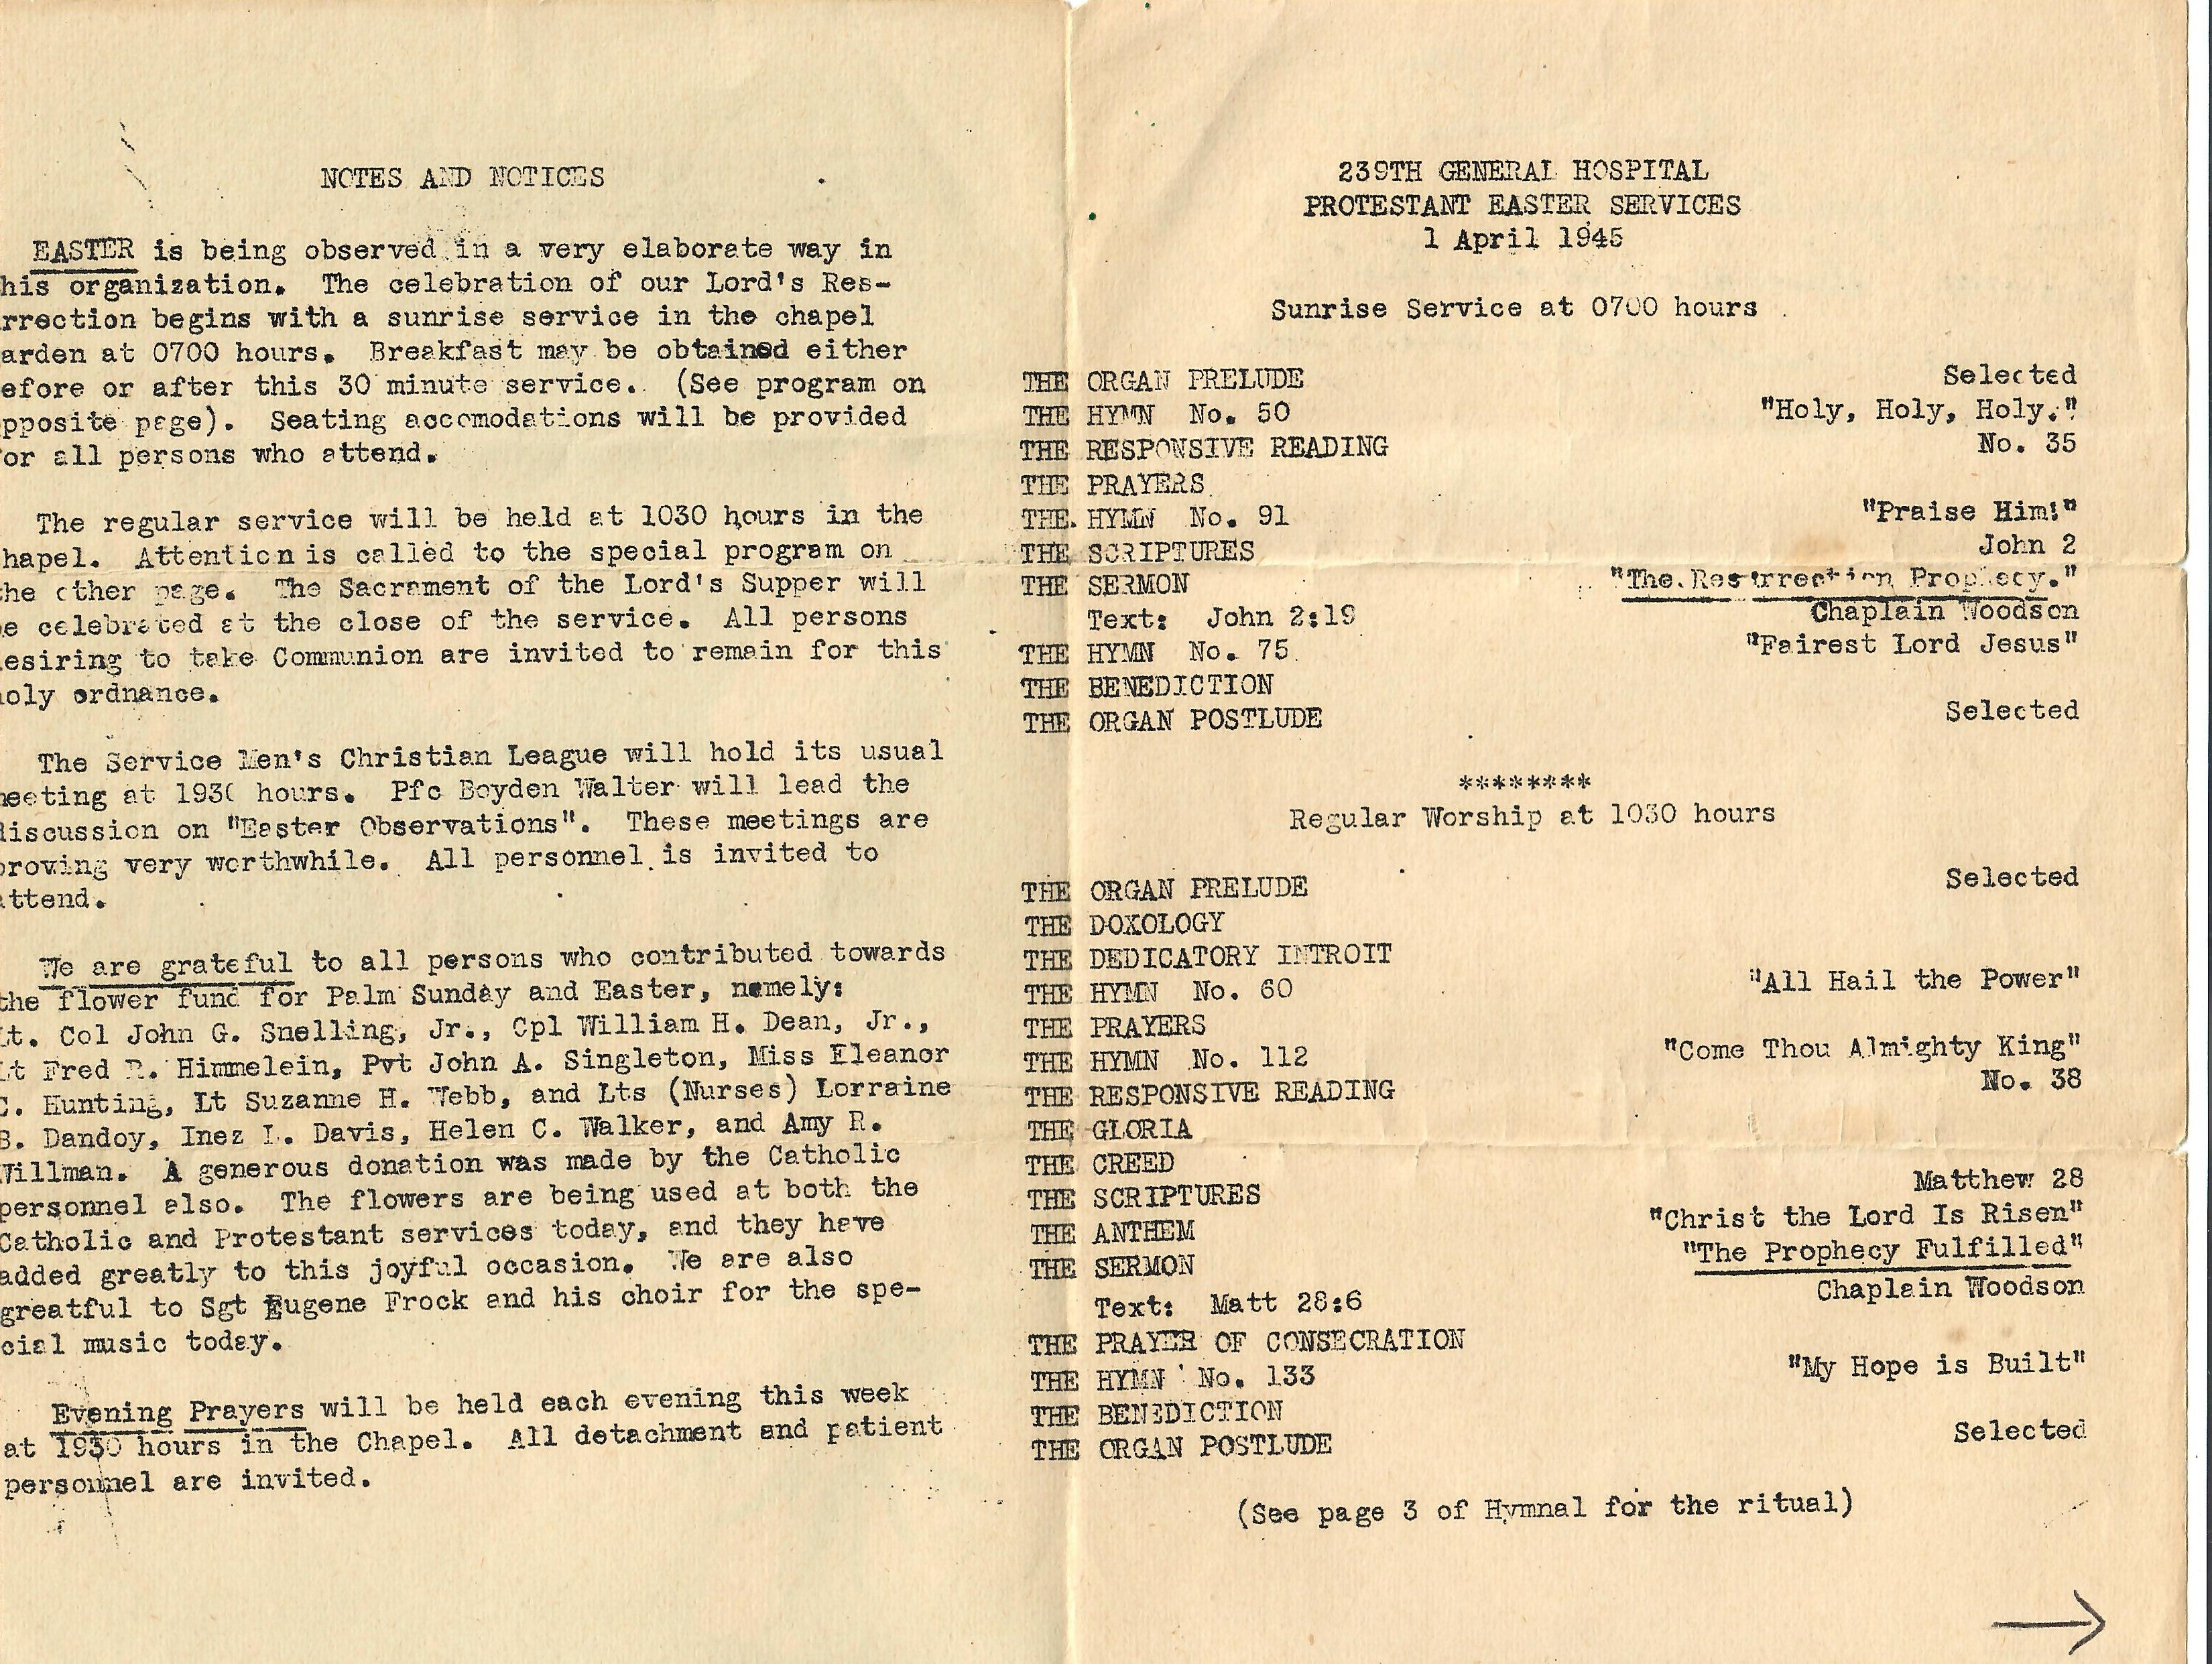 NOTES AND NOTICES
EASTER is being observed in a very elaborate way in
his organization. The celebration of our Lord's Res-
rrection begins with a sunrise service in the chapel
arden at 0700 hours. Breakfast may be obtained either
efore or after this 30 minute service. (See program on
pposite page). Seating accomodations will be provided
or all persons who attend.
The regular service will be held at 1030 hours in the
hapel. Attention is called to the special program on
he other page. The Sacrament of the Lord's Supper will
e celebrated at the close of the service. All persons
esiring to take Communion are invited to remain for this
oly ordnance.
The Service Men's Christian League will hold its usual
eeting at 1930 hours. Pfc Boyden Walter will lead the
discussion on "Easter Observations". These meetings are
proving very worthwhile. All personnel is invited to
attend.
We are grateful to all persons who contributed towards
the flower fund for Palm Sunday and Easter, namely:
Lt. Col John G. Snelling, Jr., Cpl William H. Dean, Jr.,
Lt Fred R. Himmelein, Pvt John A. Singleton, Miss Eleanor
C. Hunting, Lt Suzanne H. Webb, and Lts (Nurses) Lorraine
B. Dandoy, Inez L. Davis, Helen C. Walker, and Amy R.
Willman. A generous donation was made by the Catholic
personnel also. The flowers are being used at both the
Catholic and Protestant services today, and they have
added greatly to this joyful occasion. We are also
greatful to Sgt Eugene Frock and his choir for the spe-
cial music today.
Evening Prayers will be held each evening this week
at 1930 hours in the Chapel. All detachment and patient
personnel are invited.
239TH GENERAL HOSPITAL
PROTESTANT EASTER SERVICES
1 April 1945
Sunrise Service at 0700 hours
THE ORGAN PRELUDE Selected
THE HYMN No. 50 "Holy, Holy, Holy."
THE RESPONSIVE READING No. 35
THE PRAYERS
THE HYMN No. 91 "Praise Him!"
THE SCRIPTURES John 2
THE SERMON "The Resurrection Prophecy."
Text: John 2:19 Chaplain Woodson
THE HYMN No. 75 "Fairest Lord Jesus"
THE BENEDICTION
THE ORGAN POSTLUDE Selected
********
Regular Worship at 1030 hours
THE ORGAN PRELUDE Selected
THE DOXOLOGY
THE DEDICATORY INTROIT
THE HYMN No. 60 "All Hail the Power"
THE PRAYERS
THE HYMN No. 112 "Come Thou Almighty King"
THE RESPONSIVE READING No. 38
THE GLORIA
THE CREED
THE SCRIPTURES Matthew 28
THE ANTHEM "Christ the Lord Is Risen"
THE SERMON "The Prophecy Fulfilled"
Text: Matt 28:6 Chaplain Woodson
THE PRAYER OF CONSECRATION
THE HYMN No. 133 "My Hope is Built"
THE BENEDICTION
THE ORGAN POSTLUDE Selected
(See page 3 of Hymnal for the ritual)